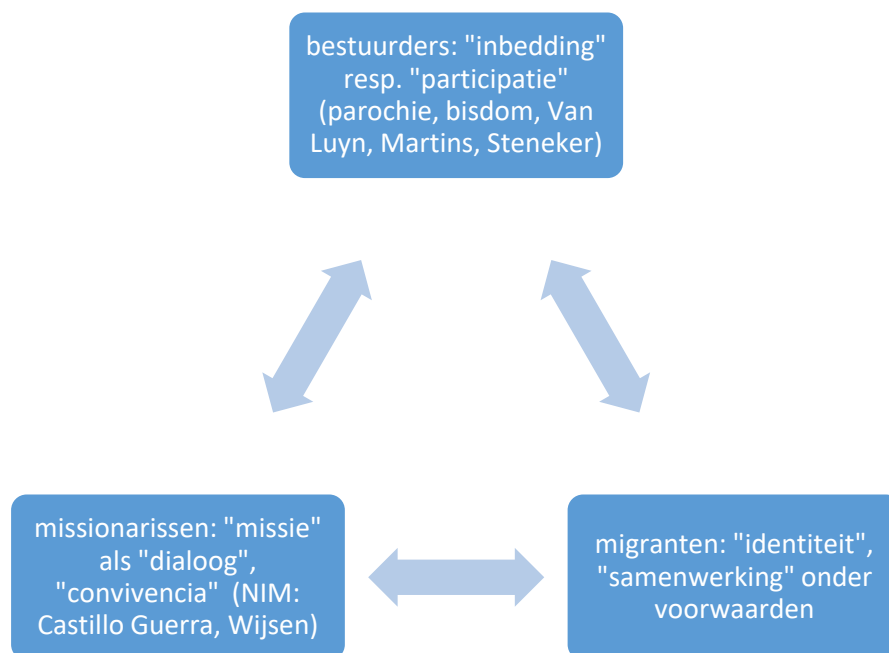 bestuurders: "inbedding"
resp. "participatie"
(parochie, bisdom, Van
Luyn, Martins, Steneker)
missionarissen: "missie"
als "dialoog",
"convivencia" (NIM:
Castillo Guerra, Wijsen)
migranten: "identiteit",
"samenwerking" onder
voorwaarden